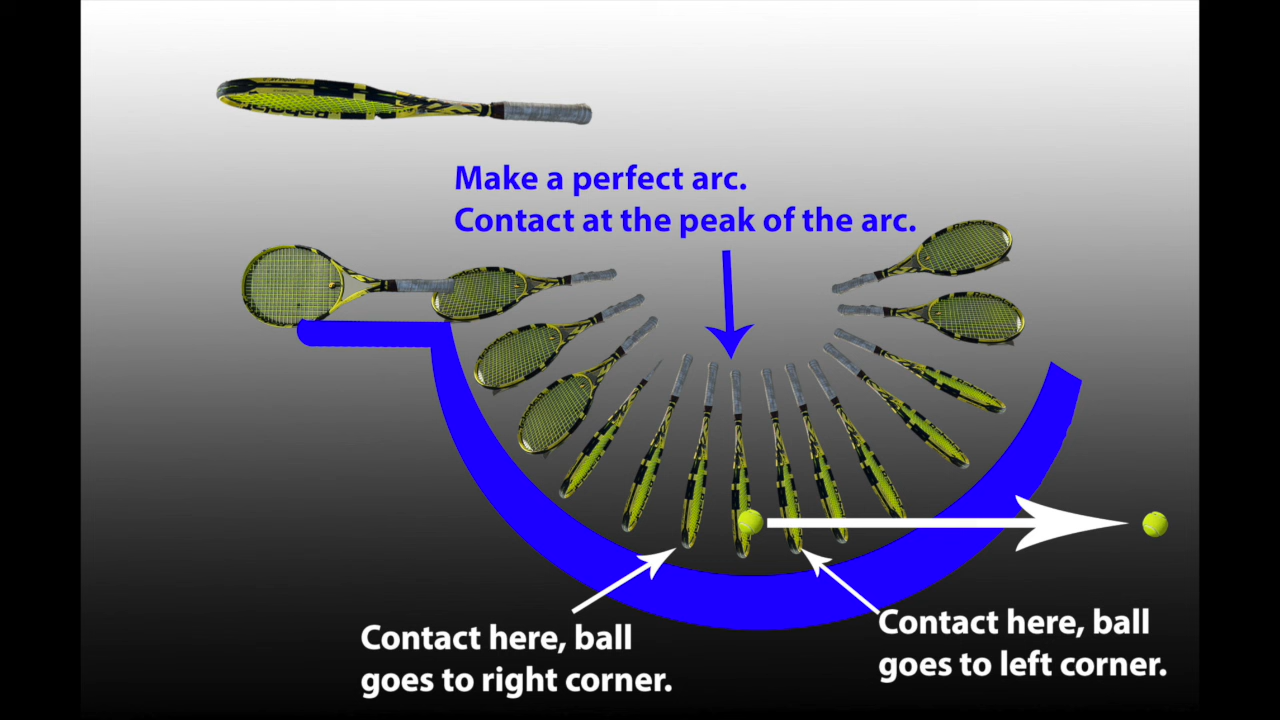 Make a perfect arc.
Contact at the peak of the arc.
Contact here, ball
goes to right corner.
Contact here, ball
goes to left corner.